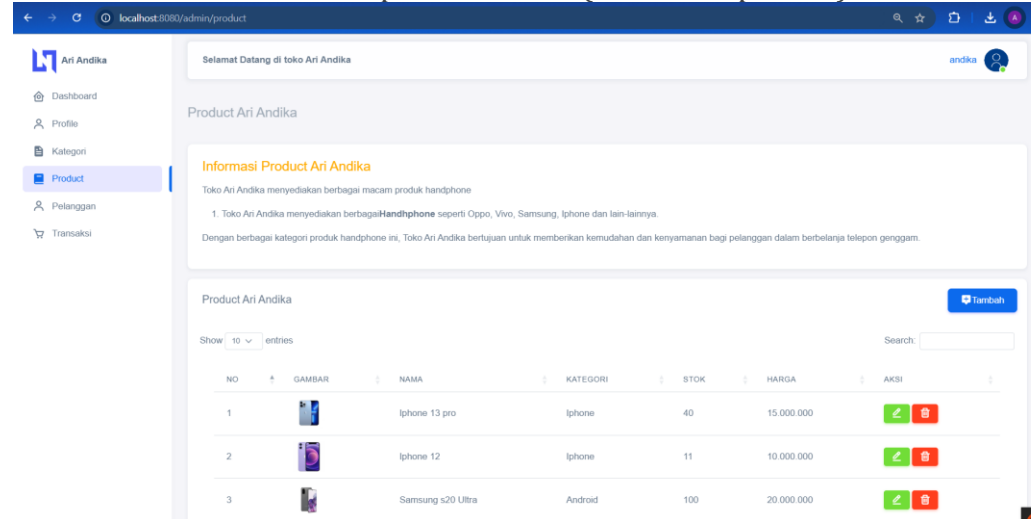 localhost:8080/admin/product
A
Ari Andika
Selamat Datang di toko Ari Andika
andika
Dashboard
Profile
Kategori
Product
Pelanggan
Transaksi
Product Ari Andika
Informasi Product Ari Andika
Toko Ari Andika menyediakan berbagai macam produk handphone
1. Toko Ari Andika menyediakan berbagaiHandhphone seperti Oppo, Vivo, Samsung, Iphone dan lain-lainnya.
Dengan berbagai kategori produk handphone ini, Toko Ari Andika bertujuan untuk memberikan kemudahan dan kenyamanan bagi pelanggan dalam berbelanja telepon genggam.
Product Ari Andika
Tambah
Show 10 entries
Search:
NO GAMBAR NAMA KATEGORI STOK HARGA AKSI
1 Iphone 13 pro Iphone 40 15.000.000
2 Iphone 12 Iphone 11 10.000.000
3 Samsung s20 Ultra Android 100 20.000.000